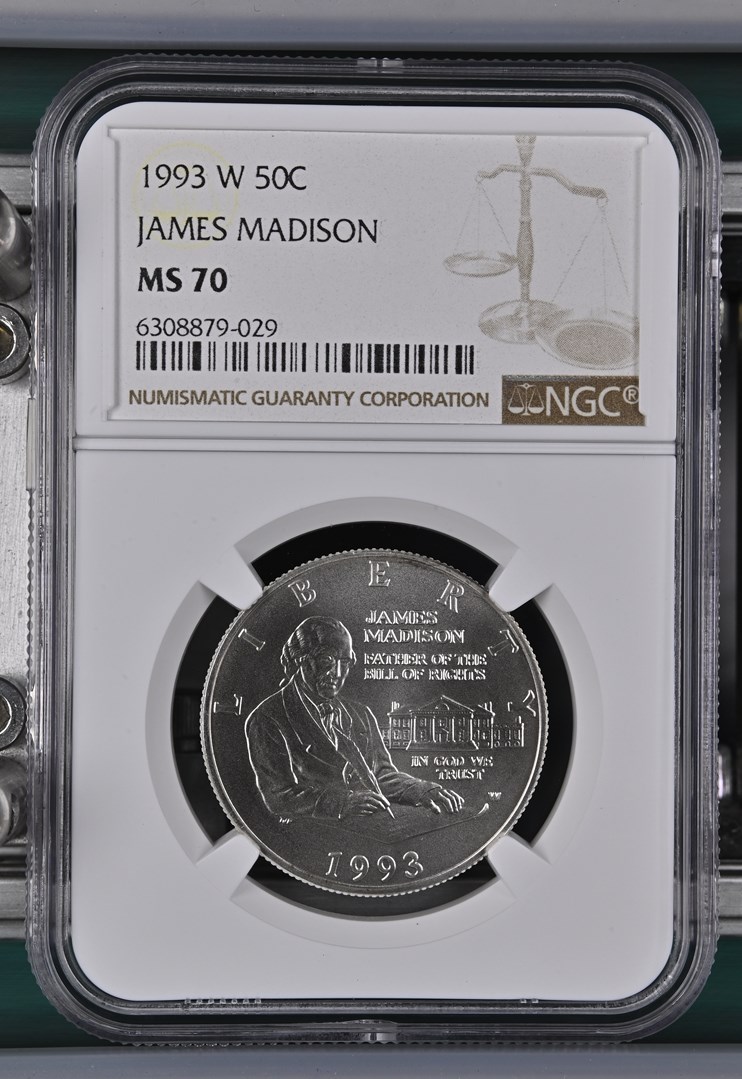 1993 W 50C
JAMES MADISON
MS 70
6308879-029
NUMISMATIC GUARANTY CORPORATION
NGC®
LIBERTY
JAMES
MADISON
FATHER OF THE
BILL OF RIGHTS
IN GOD WE
TRUST
1993